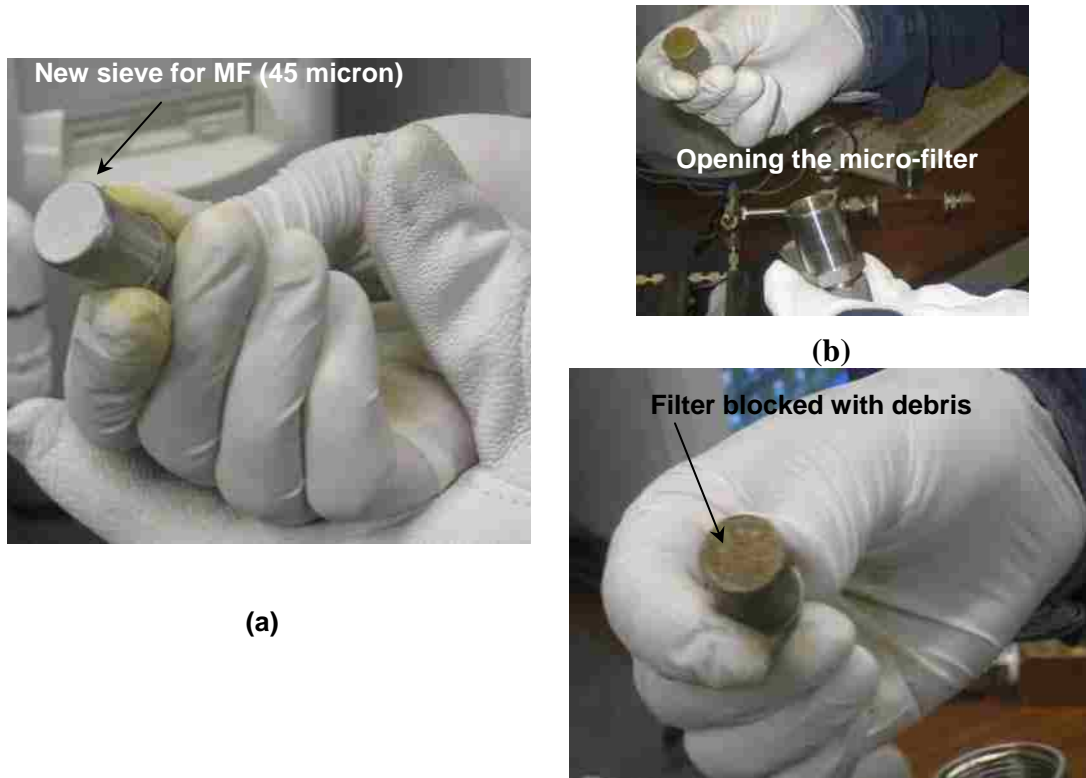 New sieve for MF (45 micron)
Opening the micro-filter
(b)
Filter blocked with debris
(a)